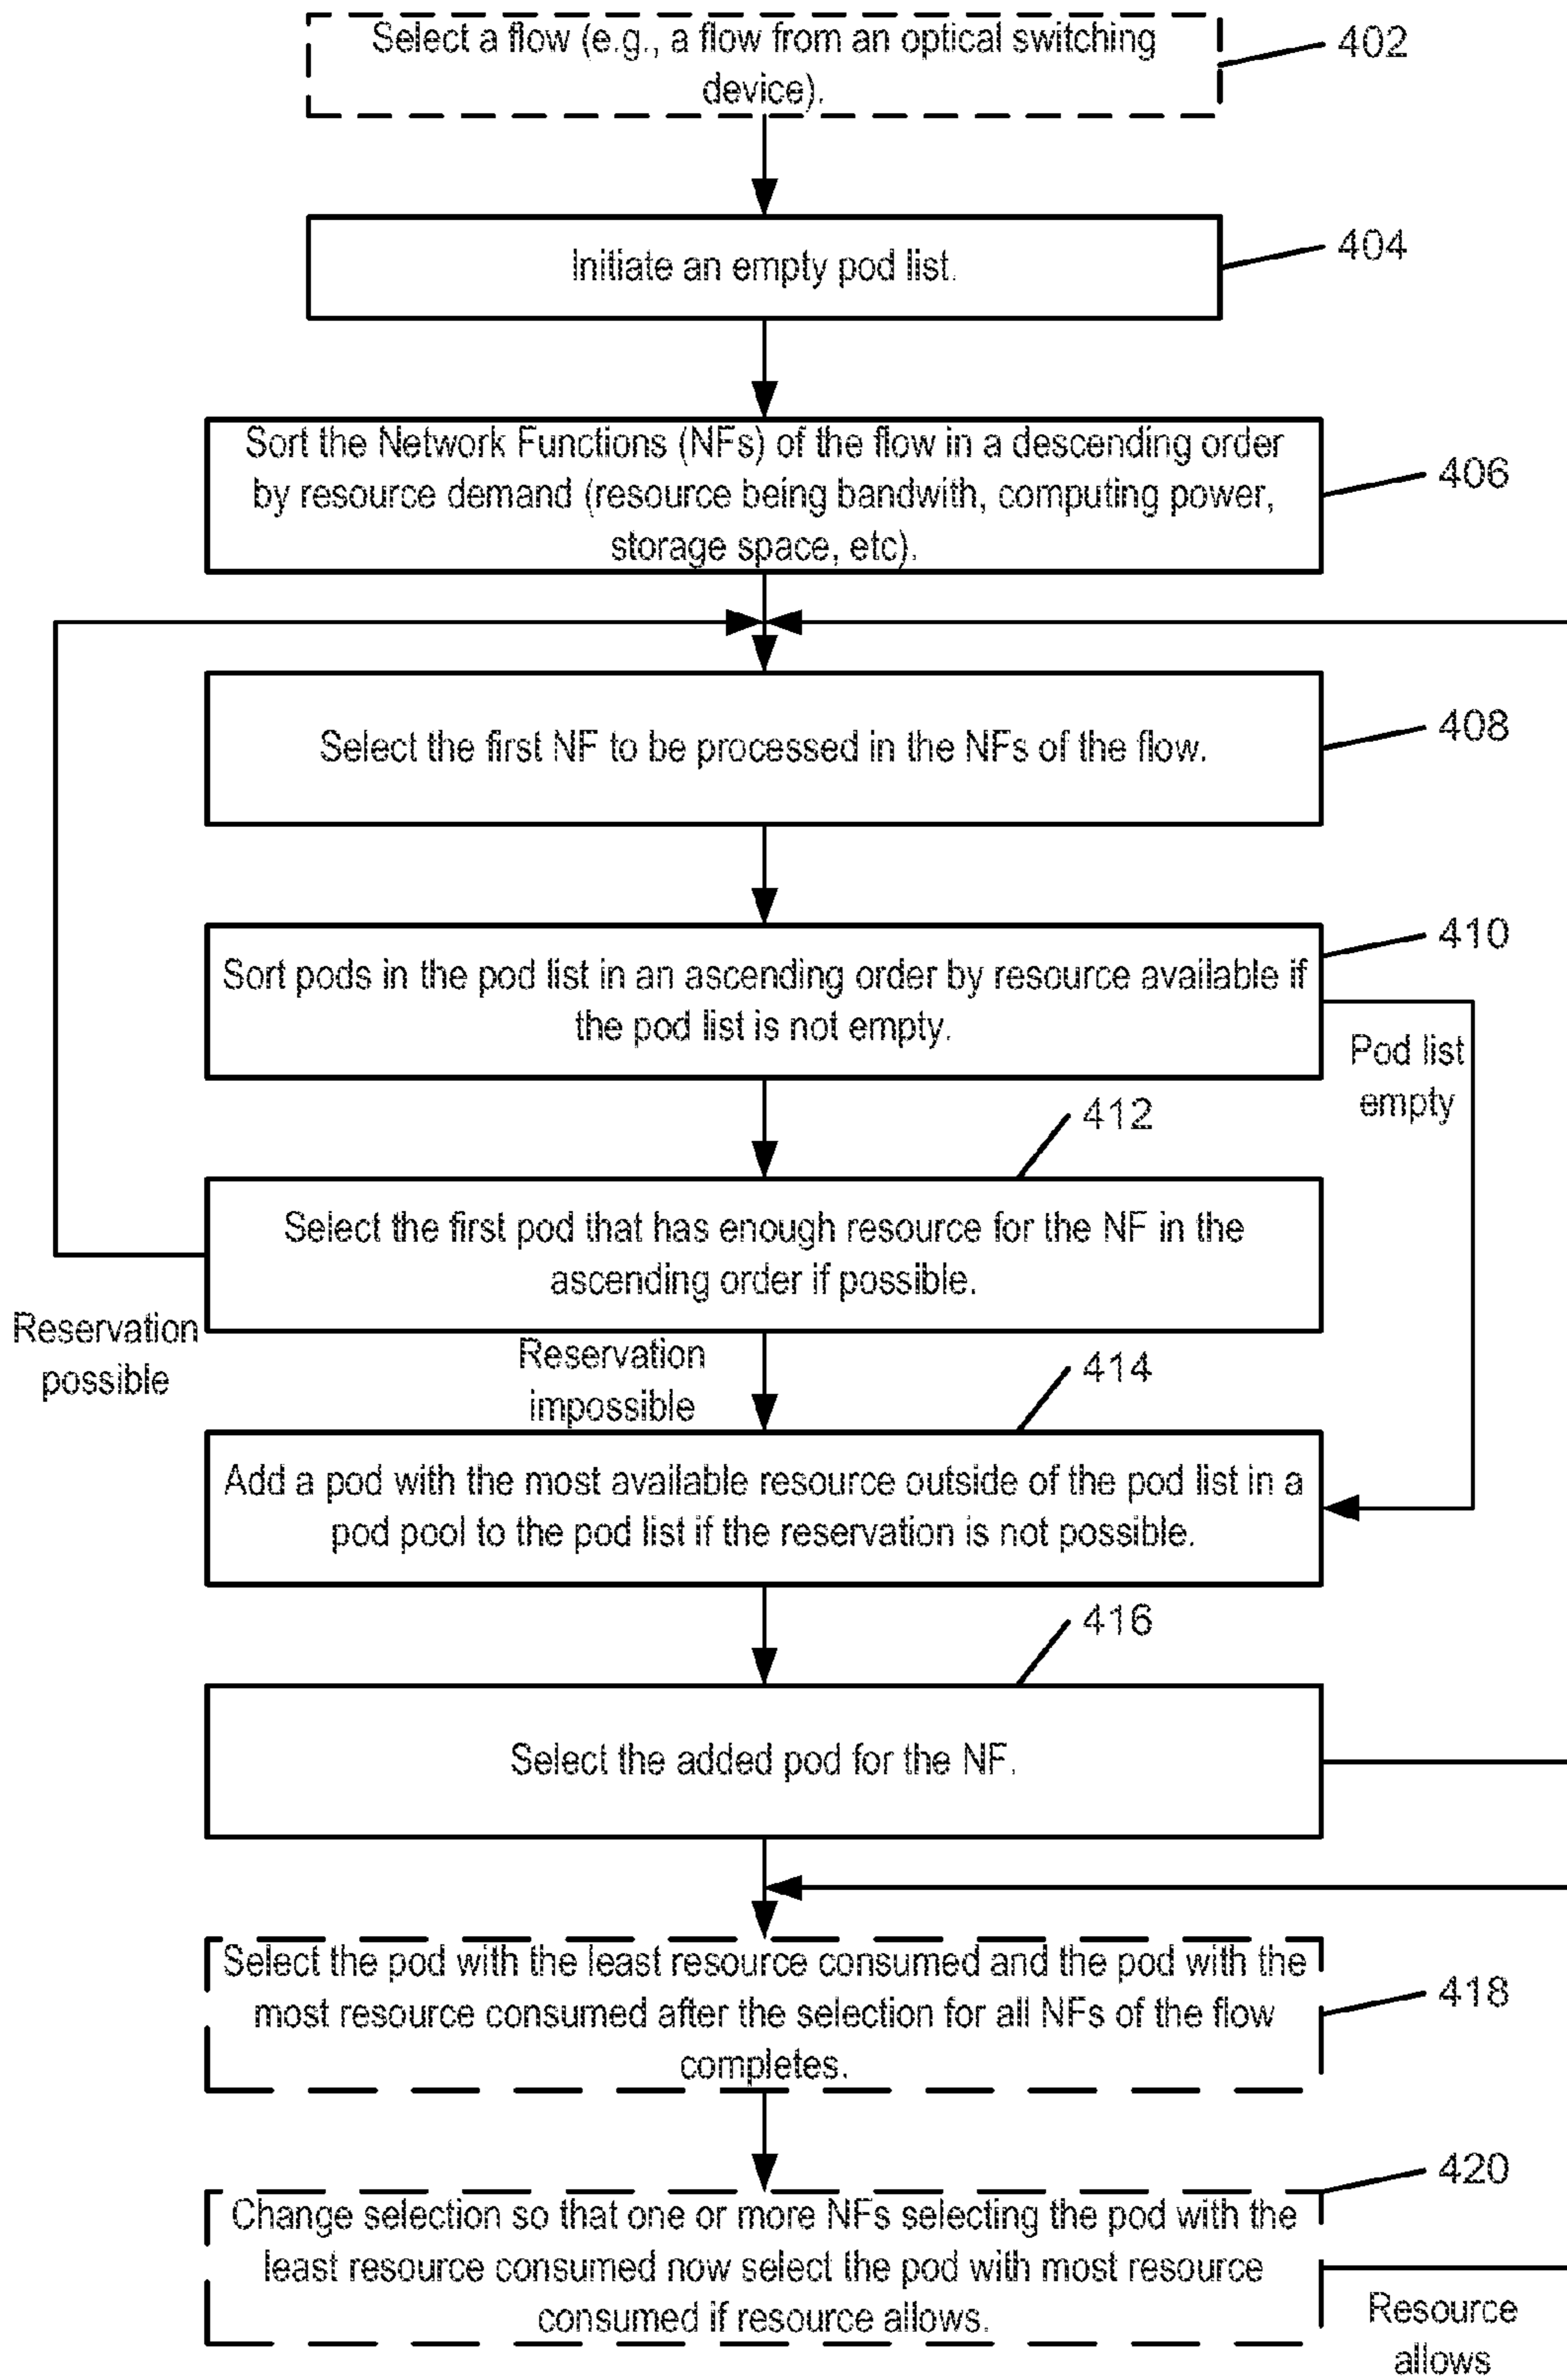 Select a flow (e.g., a flow from an optical switching
device).
402
Initiate an empty pod list.
404
Sort the Network Functions (NFs) of the flow in a descending order
by resource demand (resource being bandwith, computing power,
storage space, etc).
406
Select the first NF to be processed in the NFs of the flow.
408
Sort pods in the pod list in an ascending order by resource available if
the pod list is not empty.
410
Pod list
empty
412
Select the first pod that has enough resource for the NF in the
ascending order if possible.
Reservation
possible
Reservation
impossible
414
Add a pod with the most available resource outside of the pod list in a
pod pool to the pod list if the reservation is not possible.
416
Select the added pod for the NF.
Select the pod with the least resource consumed and the pod with the
most resource consumed after the selection for all NFs of the flow
completes.
418
420
Change selection so that one or more NFs selecting the pod with the
least resource consumed now select the pod with most resource
consumed if resource allows.
Resource
allows